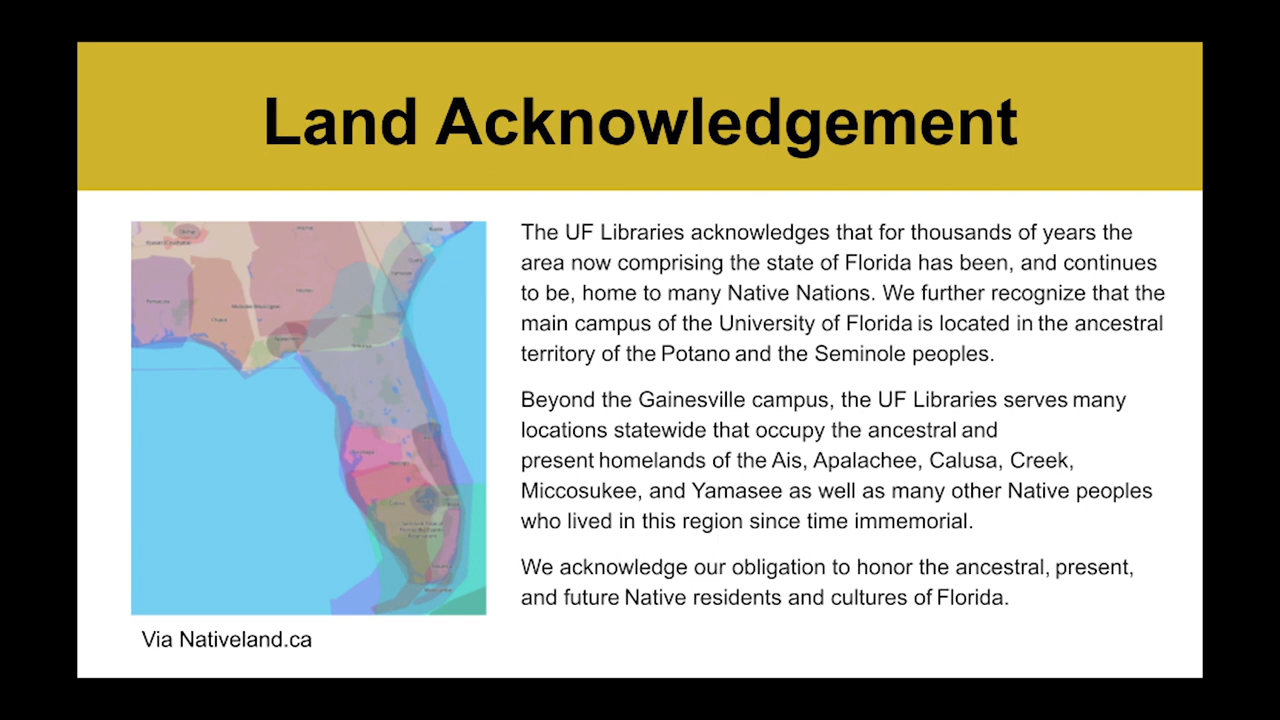 Land Acknowledgement
The UF Libraries acknowledges that for thousands of years the
area now comprising the state of Florida has been, and continues
to be, home to many Native Nations. We further recognize that the
main campus of the University of Florida is located in the ancestral
territory of the Potano and the Seminole peoples.
Beyond the Gainesville campus, the UF Libraries serves many
locations statewide that occupy the ancestral and
present homelands of the Ais, Apalachee, Calusa, Creek,
Miccosukee, and Yamasee as well as many other Native peoples
who lived in this region since time immemorial.
We acknowledge our obligation to honor the ancestral, present,
and future Native residents and cultures of Florida.
Via Nativeland.ca